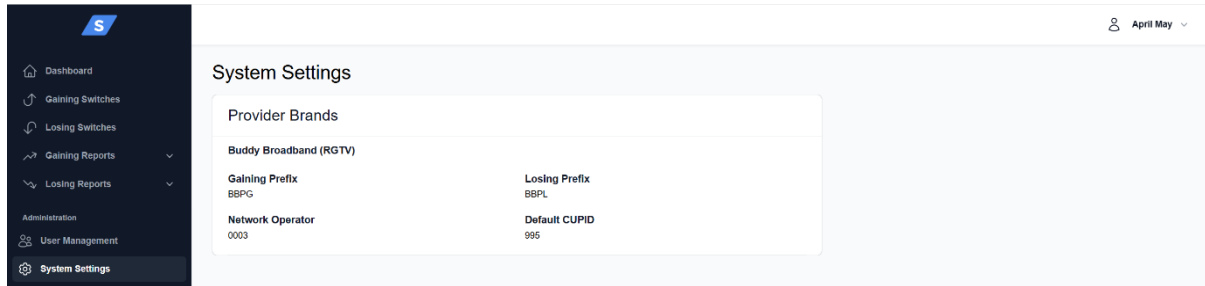 S
April May
Dashboard
Gaining Switches
Losing Switches
Gaining Reports
Losing Reports
Administration
User Management
System Settings
System Settings
Provider Brands
Buddy Broadband (RGTV)
Gaining Prefix
BBPG
Losing Prefix
BBPL
Network Operator
0003
Default CUPID
995